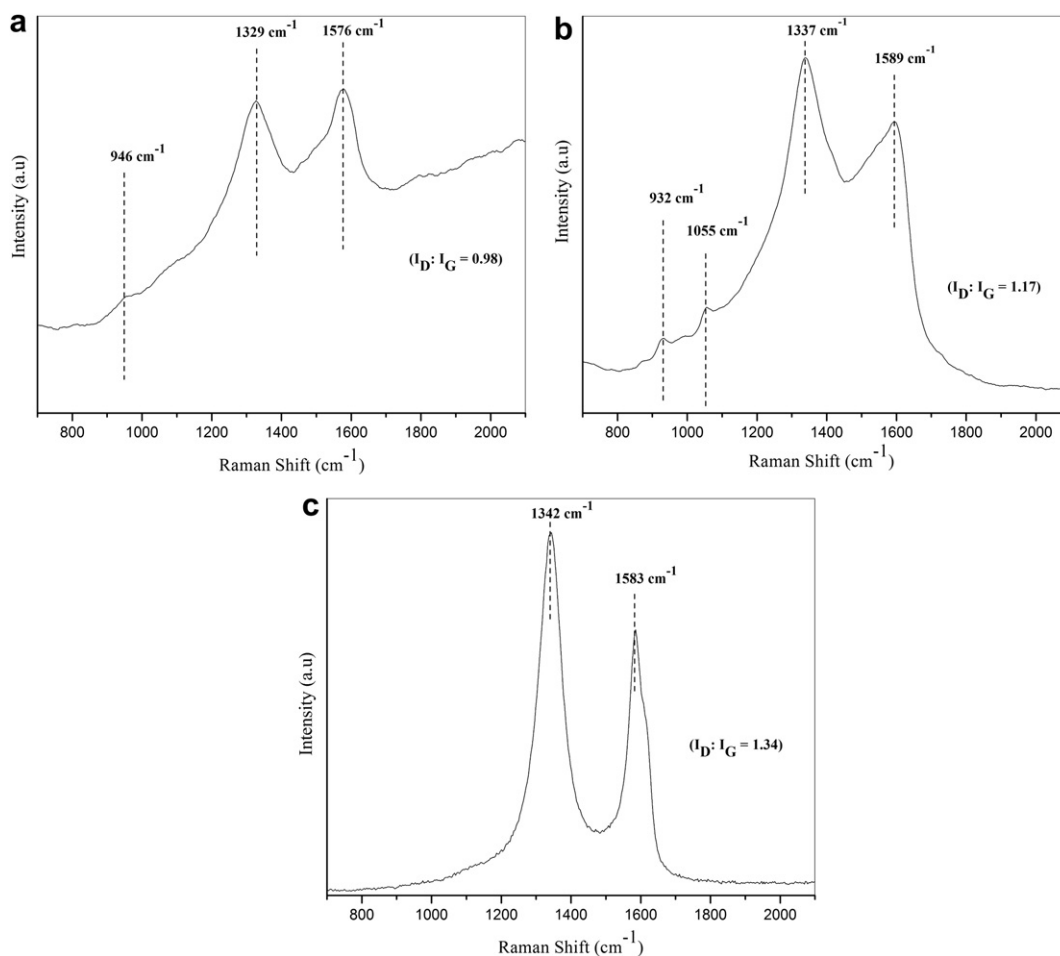 a
1329 cm-1
1576 cm-1
946 cm-1
(ID: IG = 0.98)
Intensity (a.u)
800 1000 1200 1400 1600 1800 2000
Raman Shift (cm-1)
b
1337 cm-1
1589 cm-1
932 cm-1
1055 cm-1
(ID: IG = 1.17)
Intensity (a.u)
800 1000 1200 1400 1600 1800 2000
Raman Shift (cm-1)
c
1342 cm-1
1583 cm-1
(ID: IG = 1.34)
Intensity (a.u)
800 1000 1200 1400 1600 1800 2000
Raman Shift (cm-1)